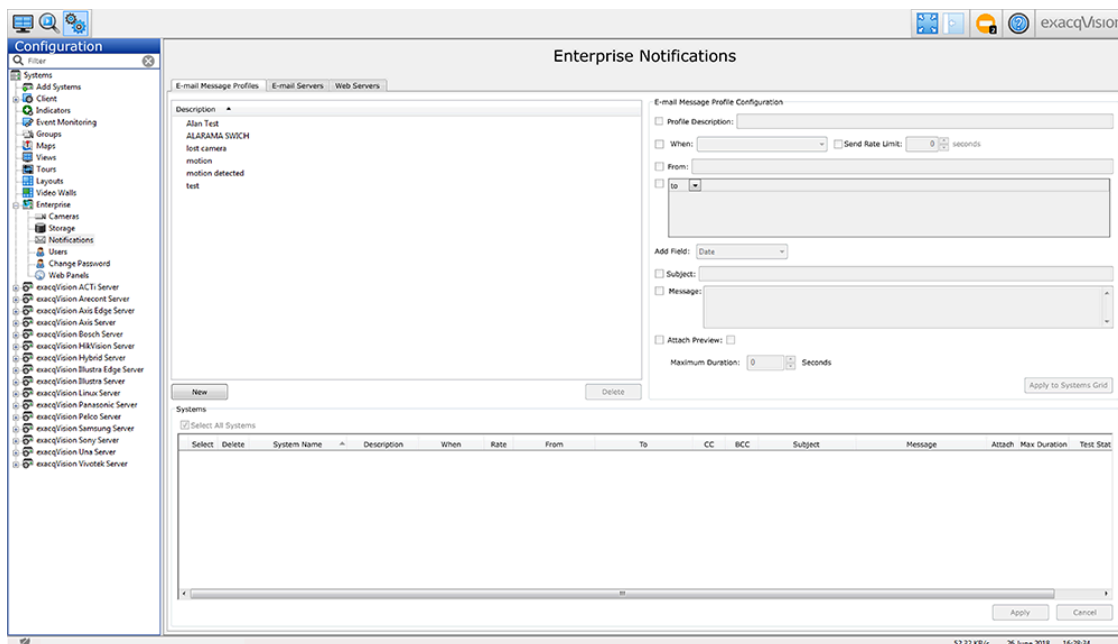 exacqVision
Configuration
Filter
Systems
Add Systems
Client
Indicators
Event Monitoring
Groups
Maps
Views
Tours
Layouts
Video Walls
Enterprise
Cameras
Storage
Notifications
Users
Change Password
Web Panels
exacqVision ACTi Server
exacqVision Arecont Server
exacqVision Axis Edge Server
exacqVision Axis Server
exacqVision Bosch Server
exacqVision HikVision Server
exacqVision Hybrid Server
exacqVision Illustra Edge Server
exacqVision Illustra Server
exacqVision Linux Server
exacqVision Panasonic Server
exacqVision Pelco Server
exacqVision Samsung Server
exacqVision Sony Server
exacqVision Una Server
exacqVision Vivotek Server
Enterprise Notifications
E-mail Message Profiles E-mail Servers Web Servers
Description
Alan Test
ALARAMA SWICH
lost camera
motion
motion detected
test
New Delete
E-mail Message Profile Configuration
Profile Description:
When: Send Rate Limit: 0 seconds
From:
to
Add Field: Date
Subject:
Message:
Attach Preview:
Maximum Duration: 0 Seconds
Apply to Systems Grid
Systems
Select All Systems
Select Delete System Name Description When Rate From To CC BCC Subject Message Attach Max Duration Test Stat
Apply Cancel
26 June 2018